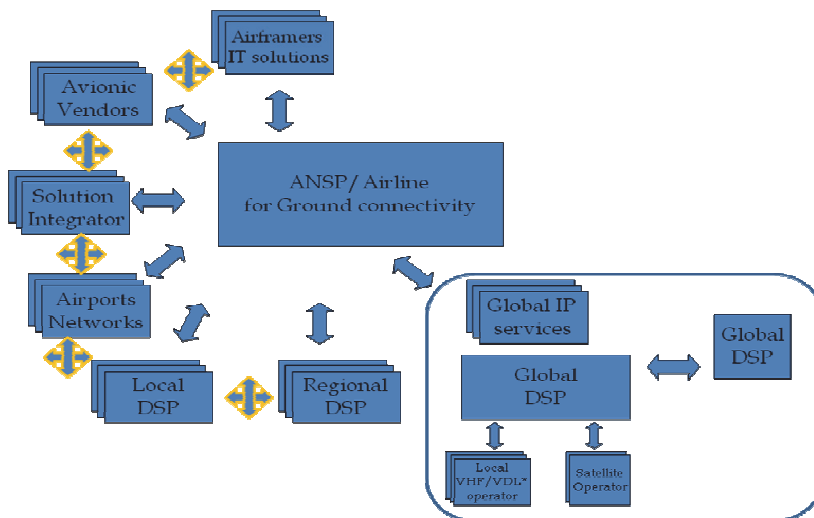 Airframers
IT solutions
Avionic
Vendors
ANSP/ Airline
for Ground connectivity
Solution
Integrator
Airports
Networks
Global IP
services
Global
DSP
Global
DSP
Local
DSP
Regional
DSP
Local
VHF/VDL*
operator
Satellite
Operator